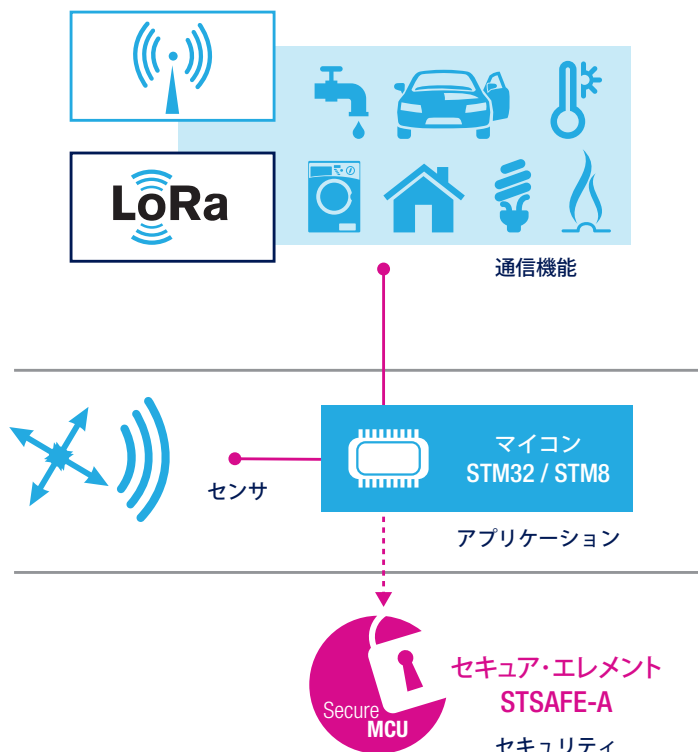 LoRa
通信機能
センサ
マイコン
STM32 / STM8
アプリケーション
Secure
MCU
セキュア・エレメント
STSAFE-A
セキュリティ